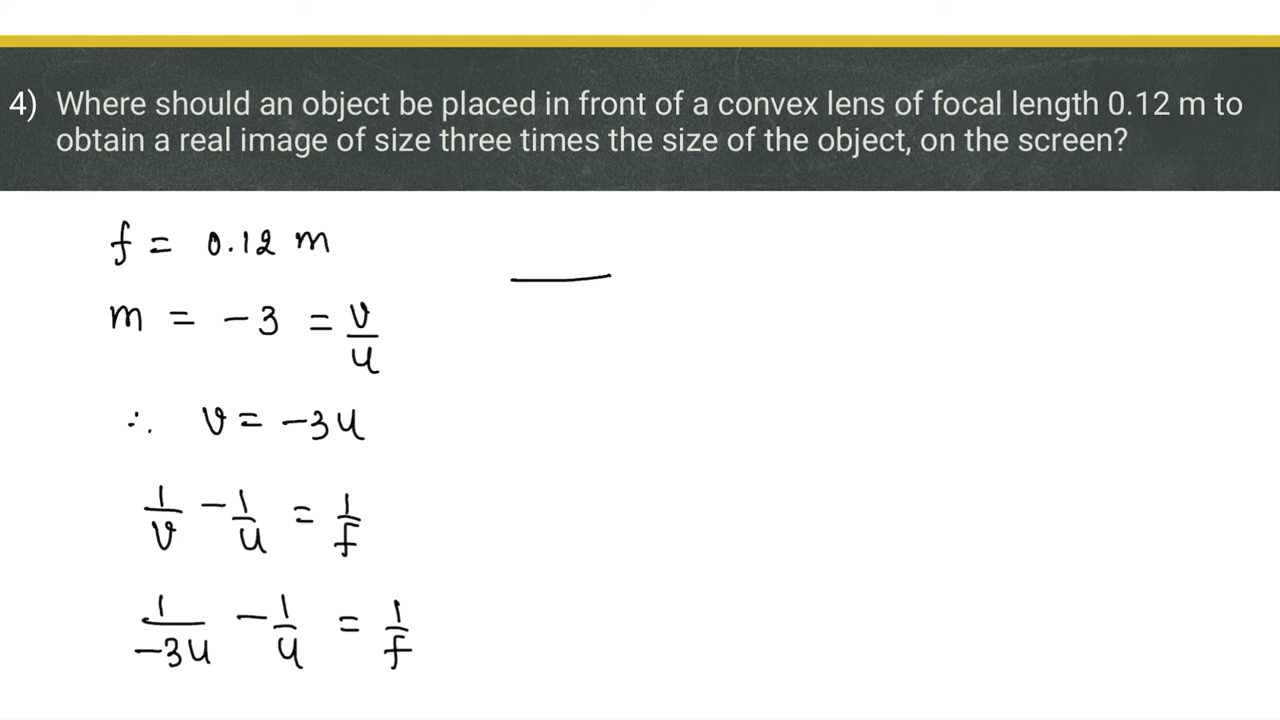 4) Where should an object be placed in front of a convex lens of focal length 0.12 m to
obtain a real image of size three times the size of the object, on the screen?
f = 0.12 m
m = -3 = v/u
∴ v = -3u
1/v - 1/u = 1/f
1/-3u - 1/u = 1/f